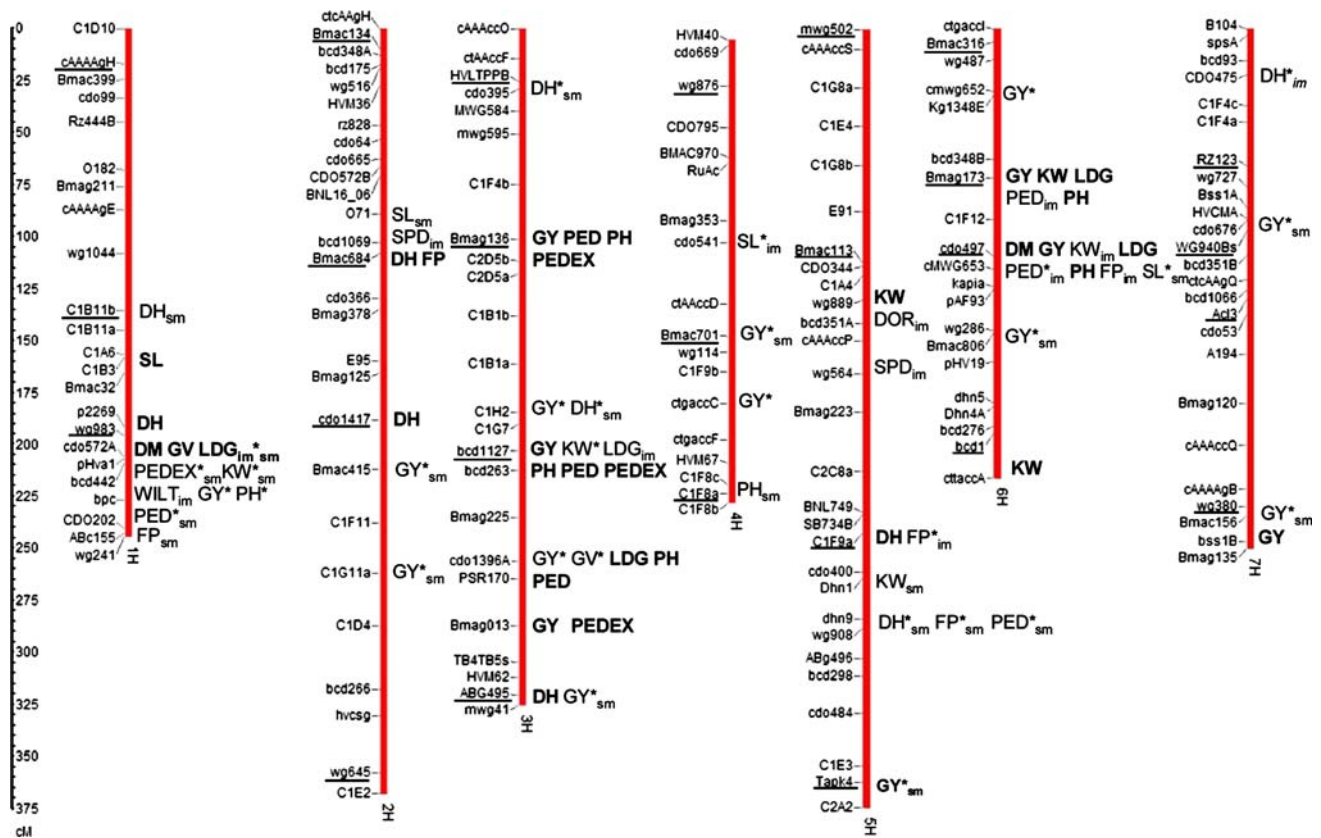 0
25
50
75
100
125
150
175
200
225
250
275
300
325
350
375
cM
C1D10
cAAAAgH
Bmac399
cdo99
Rz444B
O182
Bmag211
cAAAAgE
wg1044
C1B11b
C1B11a
C1A6
C1B3
Bmac32
p2269
wg983
cdo572A
pHva1
bcd442
bpc
CDO202
ABc155
wg241
1H
DHsm
SL
DH
DM GV LDGim*sm
PEDEX*smKW*sm
WILTim GY* PH*
PED*sm
FPsm
ctcAAgH
Bmac134
bcd348A
bcd175
wg516
HVM36
rz828
cdo64
cdo665
CDO572B
BNL16_06
O71
bcd1069
Bmac684
cdo366
Bmag378
E95
Bmag125
cdo1417
Bmac415
C1F11
C1G11a
C1D4
bcd266
hvcsg
wg645
C1E2
2H
SLsm
SPDim
DH FP
DH
GY*sm
GY*sm
cAAAccO
ctAAccF
HVLTPPB
cdo395
MWG584
mwg595
C1F4b
Bmag136
C2D5b
C2D5a
C1B1b
C1B1a
C1H2
C1G7
bcd1127
bcd263
Bmag225
cdo1396A
PSR170
Bmag013
TB4TB5s
HVM62
ABG495
mwg41
3H
DH*sm
GY PED PH
PEDEX
GY* DH*sm
GY KW* LDGim
PH PED PEDEX
GY* GV* LDG PH
PED
GY PEDEX
DH GY*sm
HVM40
cdo669
wg876
CDO795
BMAC970
RuAc
Bmag353
cdo541
ctAAccD
Bmac701
wg114
C1F9b
ctgaccC
ctgaccF
HVM67
C1F8c
C1F8a
C1F8b
4H
SL*im
GY*sm
GY*
PHsm
mwg502
cAAAccS
C1G8a
C1E4
C1G8b
E91
Bmac113
CDO344
C1A4
wg889
bcd351A
cAAAccP
wg564
Bmag223
C2C8a
BNL749
SB734B
C1F9a
cdo400
Dhn1
dhn9
wg908
ABg496
bcd298
cdo484
C1E3
Tapk4
C2A2
5H
KW
DORim
SPDim
DH FP*im
KWsm
DH*sm FP*sm PED*sm
GY*sm
ctgaccI
Bmac316
wg487
cmwg652
Kg1348E
bcd348B
Bmag173
C1F12
cdo497
cMWG653
kapia
pAF93
wg286
Bmac806
pHV19
dhn5
Dhn4A
bcd276
bcd1
cttaccA
6H
GY*
GY KW LDG
PEDim PH
DM GY KWim LDG
PED*im PH FPim SL*sm
GY*sm
KW
B104
spsA
bcd93
CDO475
C1F4c
C1F4a
RZ123
wg727
Bss1A
HVCMA
cdo676
WG940Bs
bcd351B
ctcAAgQ
bcd1066
Acl3
cdo53
A194
Bmag120
cAAAccQ
cAAAAgB
wg380
Bmac156
bss1B
Bmag135
7H
DH*im
GY*sm
GY*sm
GY